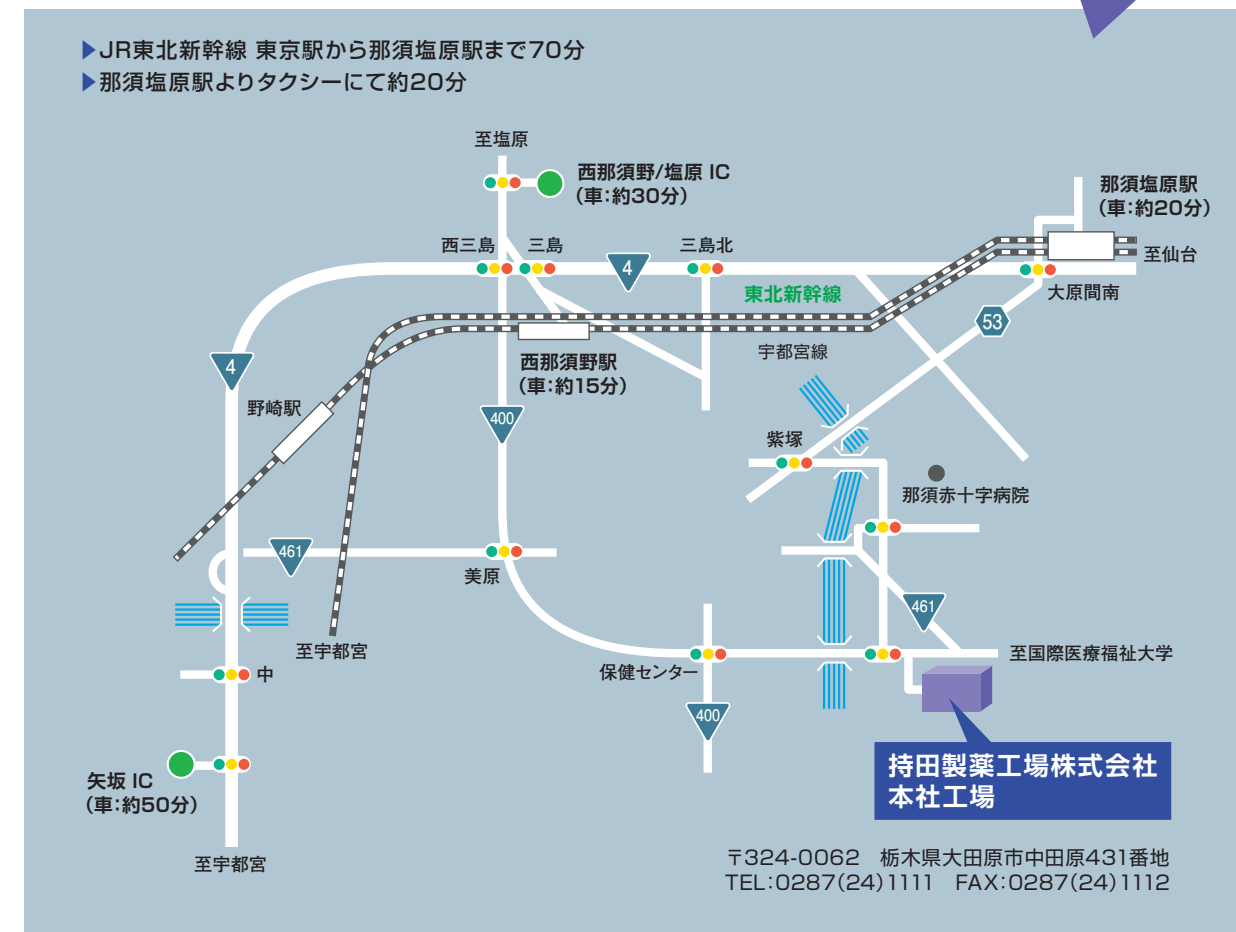 ▶JR東北新幹線 東京駅から那須塩原駅まで70分
▶那須塩原駅よりタクシーにて約20分
至塩原
西那須野/塩原 IC
(車:約30分)
那須塩原駅
(車:約20分)
西三島
三島
三島北
4
至仙台
大原間南
東北新幹線
53
宇都宮線
西那須野駅
(車:約15分)
4
野崎駅
400
紫塚
那須赤十字病院
461
美原
461
至宇都宮
保健センター
至国際医療福祉大学
中
400
矢坂 IC
(車:約50分)
持田製薬工場株式会社
本社工場
至宇都宮
〒324-0062 栃木県大田原市中田原431番地
TEL:0287(24)1111 FAX:0287(24)1112